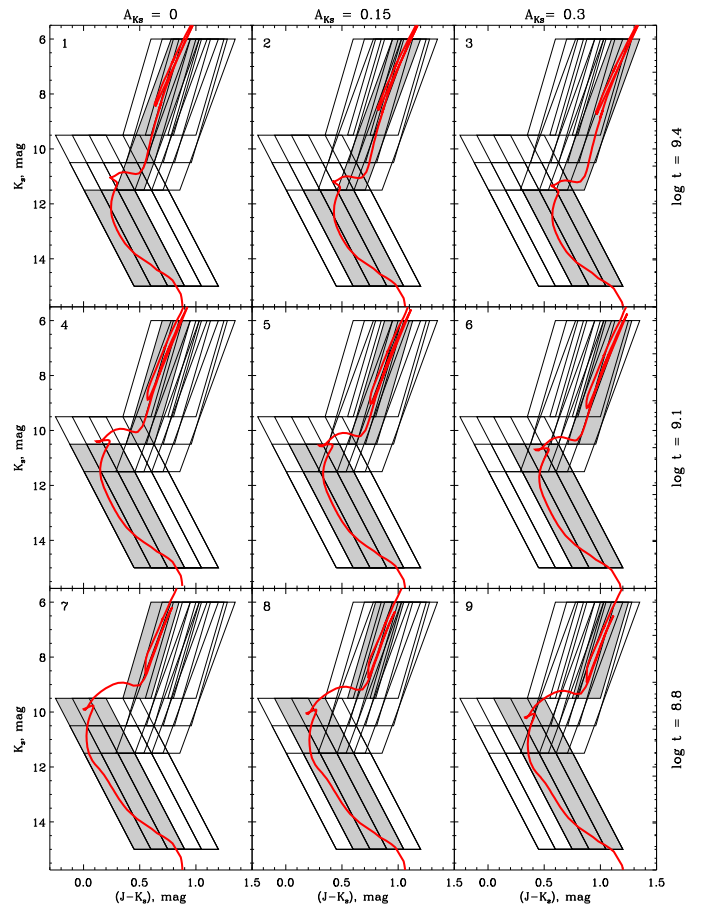 A_Ks = 0 A_Ks = 0.15 A_Ks = 0.3
1 2 3
6
8
10
12
14
K_s, mag
log t = 9.4
4 5 6
6
8
10
12
14
K_s, mag
log t = 9.1
7 8 9
6
8
10
12
14
K_s, mag
log t = 8.8
0.0 0.5 1.0 1.5 0.0 0.5 1.0 1.5 0.0 0.5 1.0 1.5
(J-K_s), mag (J-K_s), mag (J-K_s), mag